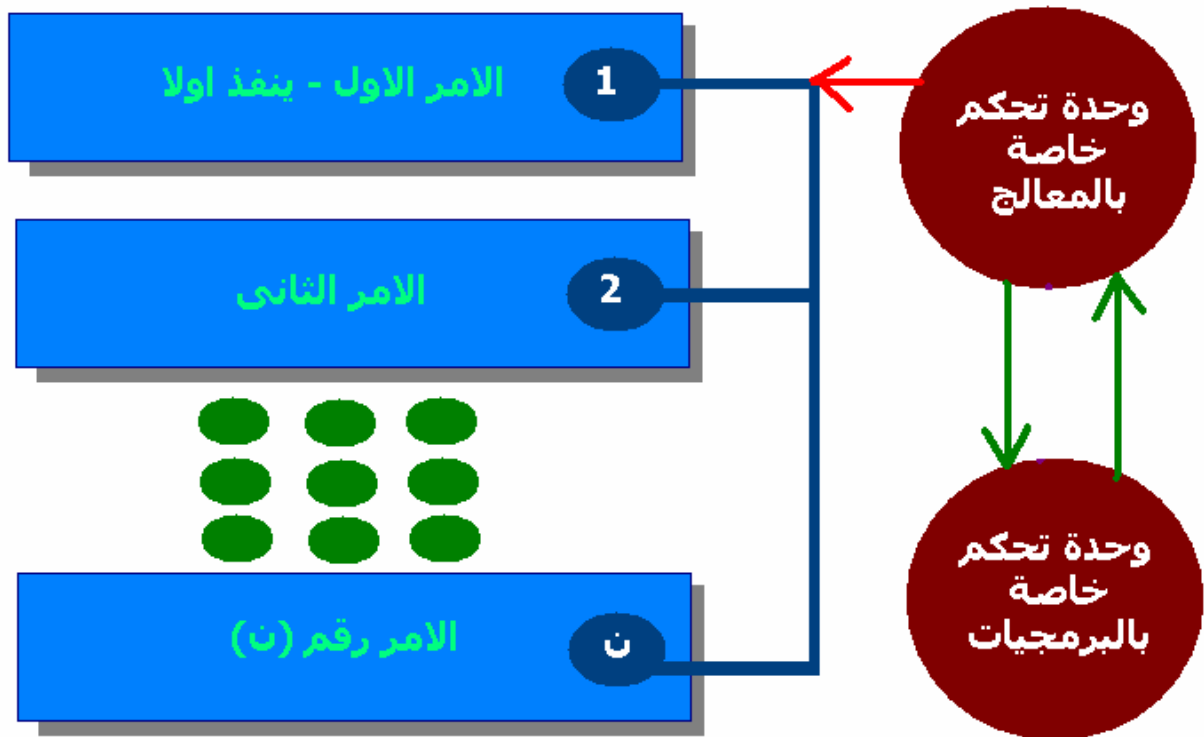 وحدة تحكم
خاصة
بالمعالج
1
الامر الاول - ينفذ اولا
2
الامر الثانى
وحدة تحكم
خاصة
بالبرمجيات
ن
الامر رقم (ن)